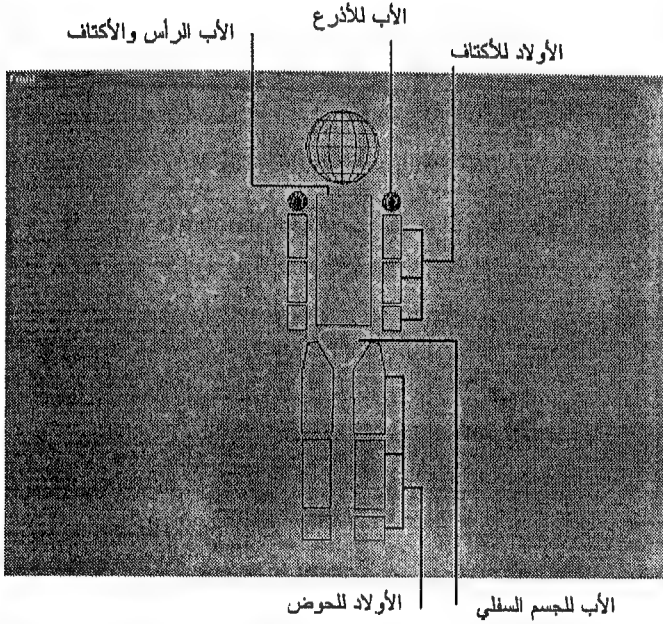 الأب للأذرع
الأب الرأس والأكتاف
الأولاد للأكتاف
الأب للجسم السفلي
الأولاد للحوض